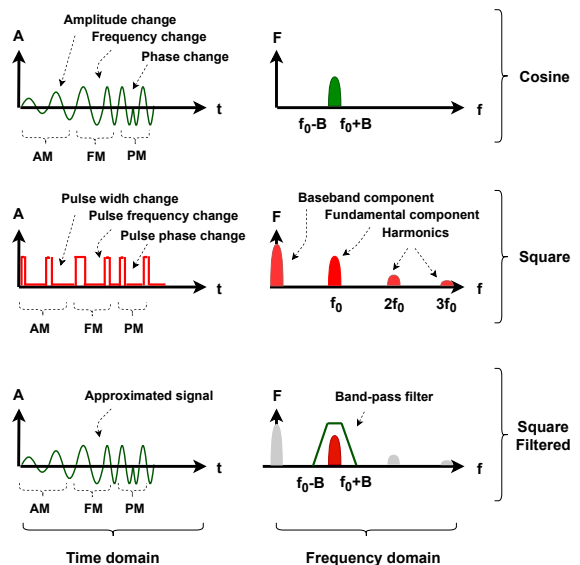 Amplitude change
A
Frequency change
Phase change
t
AM
FM
PM
F
f
f0-B
f0+B
Cosine
Pulse widh change
A
Pulse frequency change
Pulse phase change
t
AM
FM
PM
Baseband component
F
Fundamental component
Harmonics
f
f0
2f0
3f0
Square
A
Approximated signal
t
AM
FM
PM
F
Band-pass filter
f
f0-B
f0+B
Square
Filtered
Time domain
Frequency domain